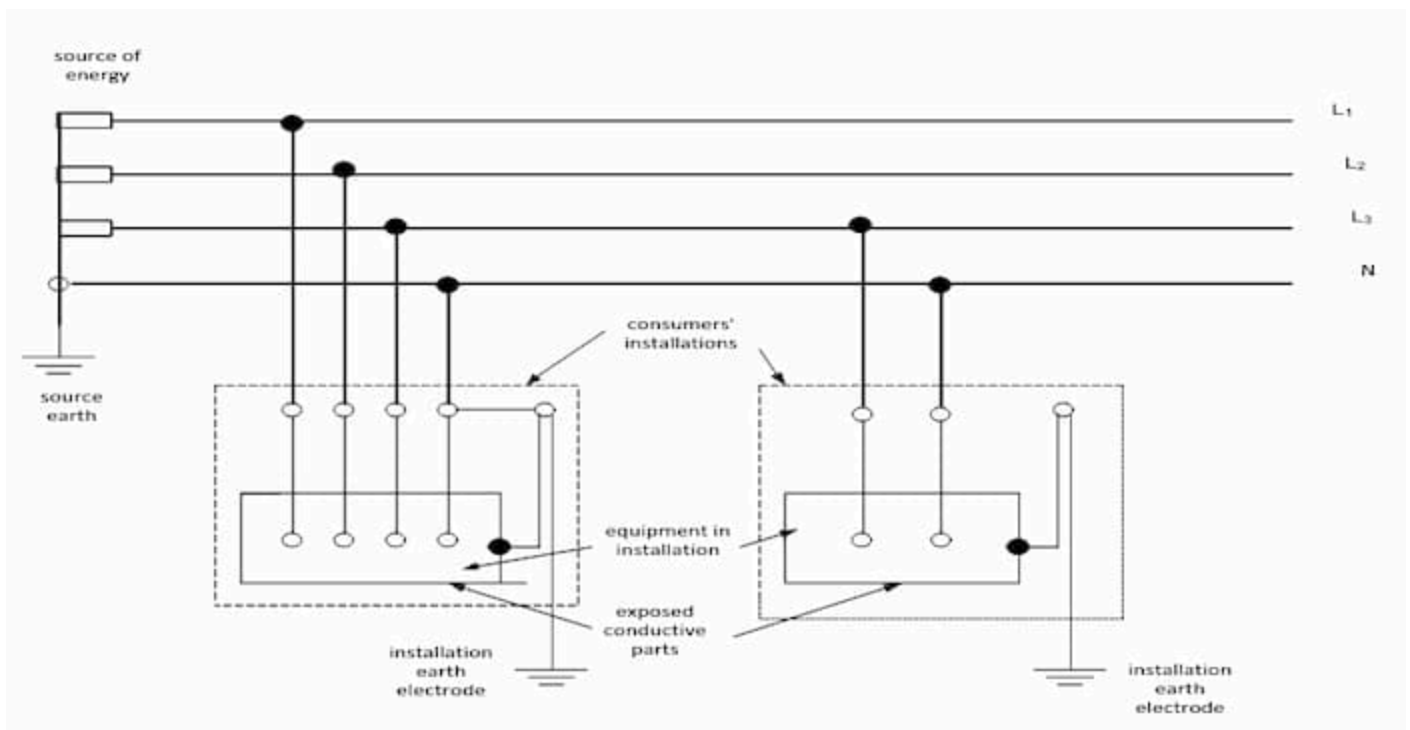 source of
energy
L₁
L₂
L₃
N
source
earth
consumers'
installations
equipment in
installation
exposed
conductive
parts
installation
earth
electrode
installation
earth
electrode